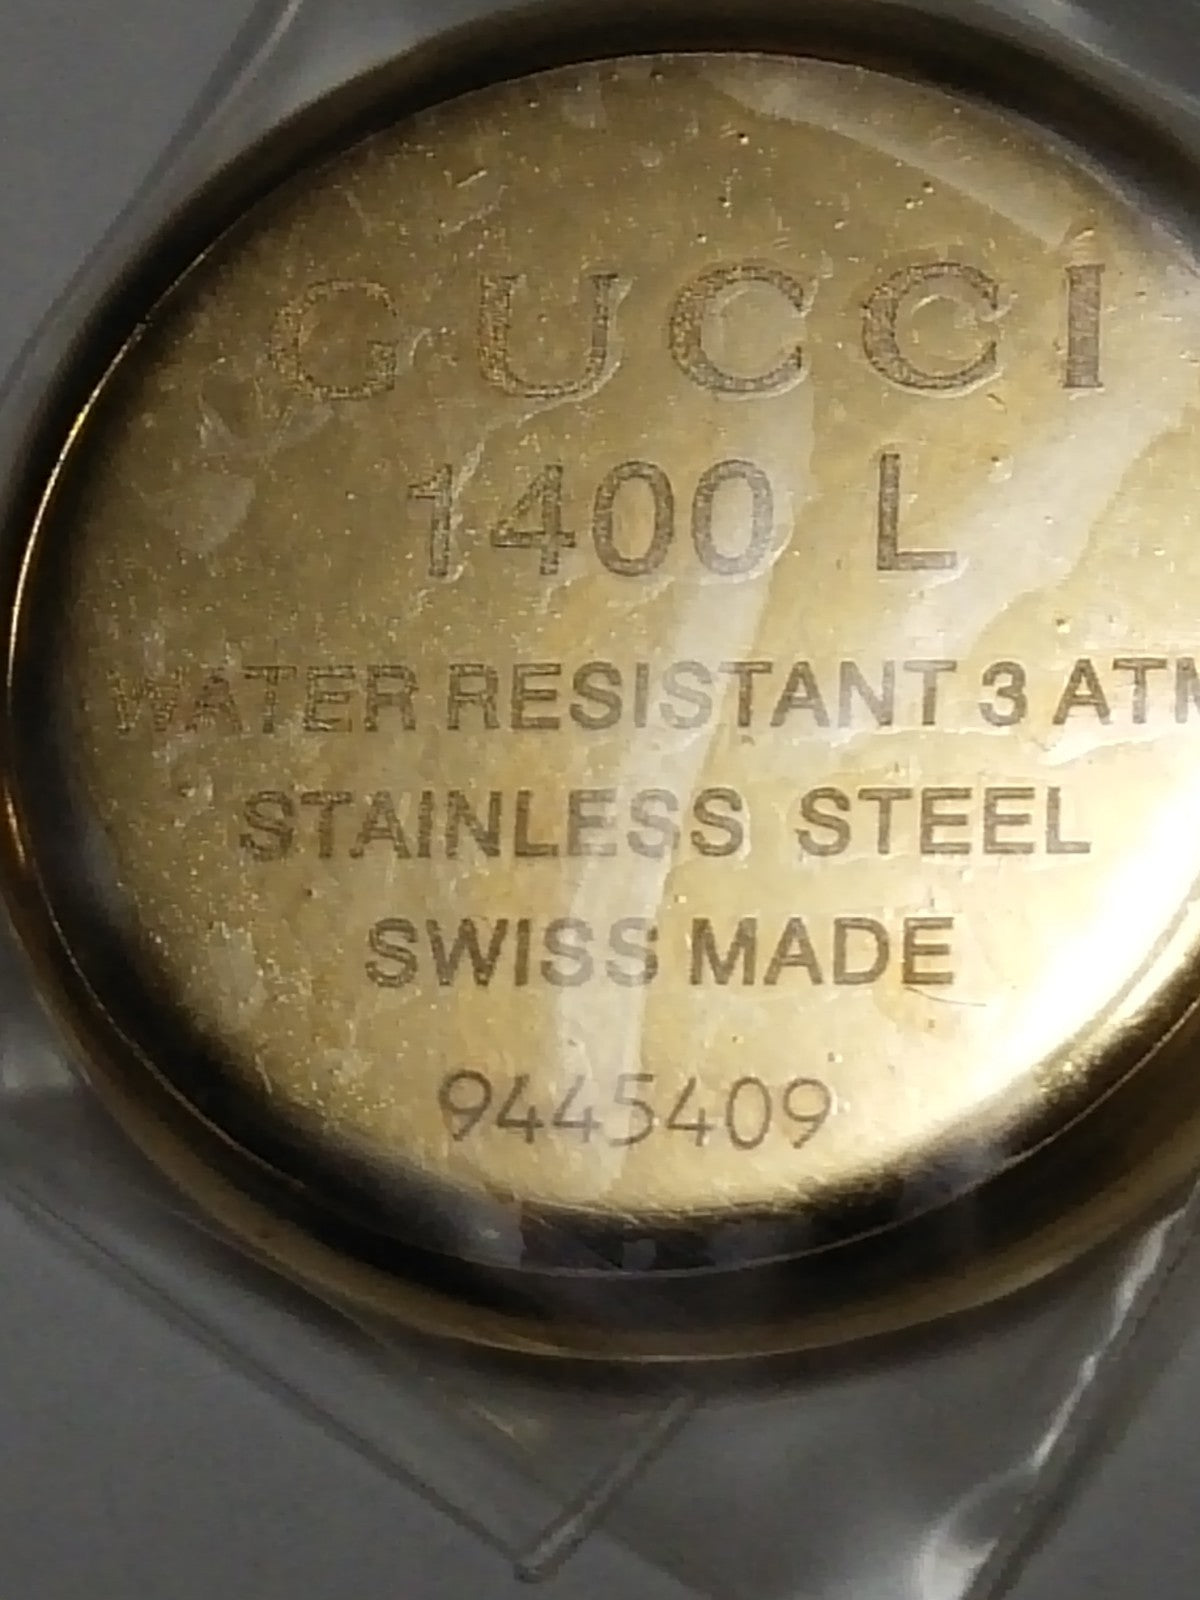 GUCCI
1400 L
WATER RESISTANT 3 ATM
STAINLESS STEEL
SWISS MADE
9445409